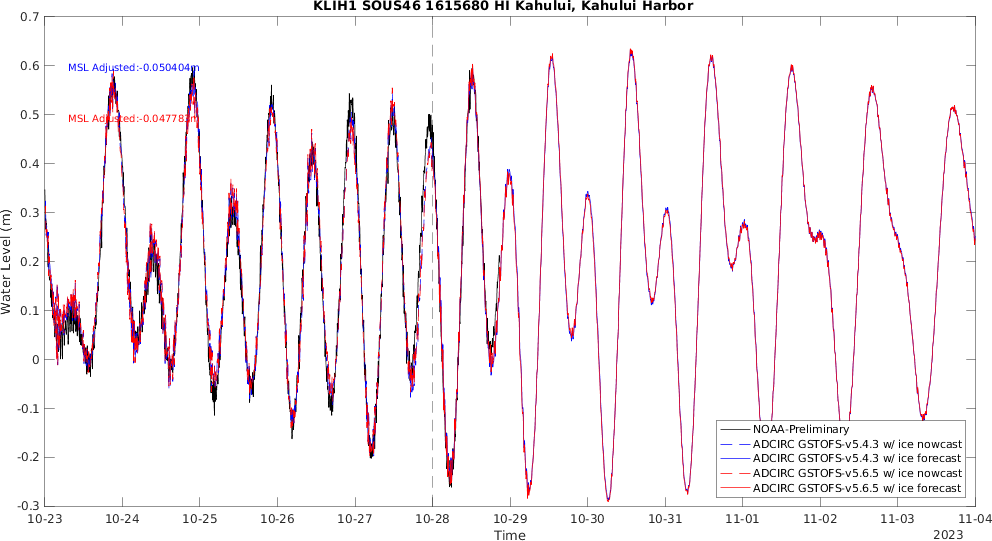 KLIH1 SOUS46 1615680 HI Kahului, Kahului Harbor
0.7
0.6
0.5
0.4
0.3
0.2
0.1
0
-0.1
-0.2
-0.3
Water Level (m)
MSL Adjusted:-0.050404m
MSL Adjusted:-0.047783m
NOAA-Preliminary
ADCIRC GSTOFS-v5.4.3 w/ ice nowcast
ADCIRC GSTOFS-v5.4.3 w/ ice forecast
ADCIRC GSTOFS-v5.6.5 w/ ice nowcast
ADCIRC GSTOFS-v5.6.5 w/ ice forecast
10-23 10-24 10-25 10-26 10-27 10-28 10-29 10-30 10-31 11-01 11-02 11-03 11-04
Time
2023